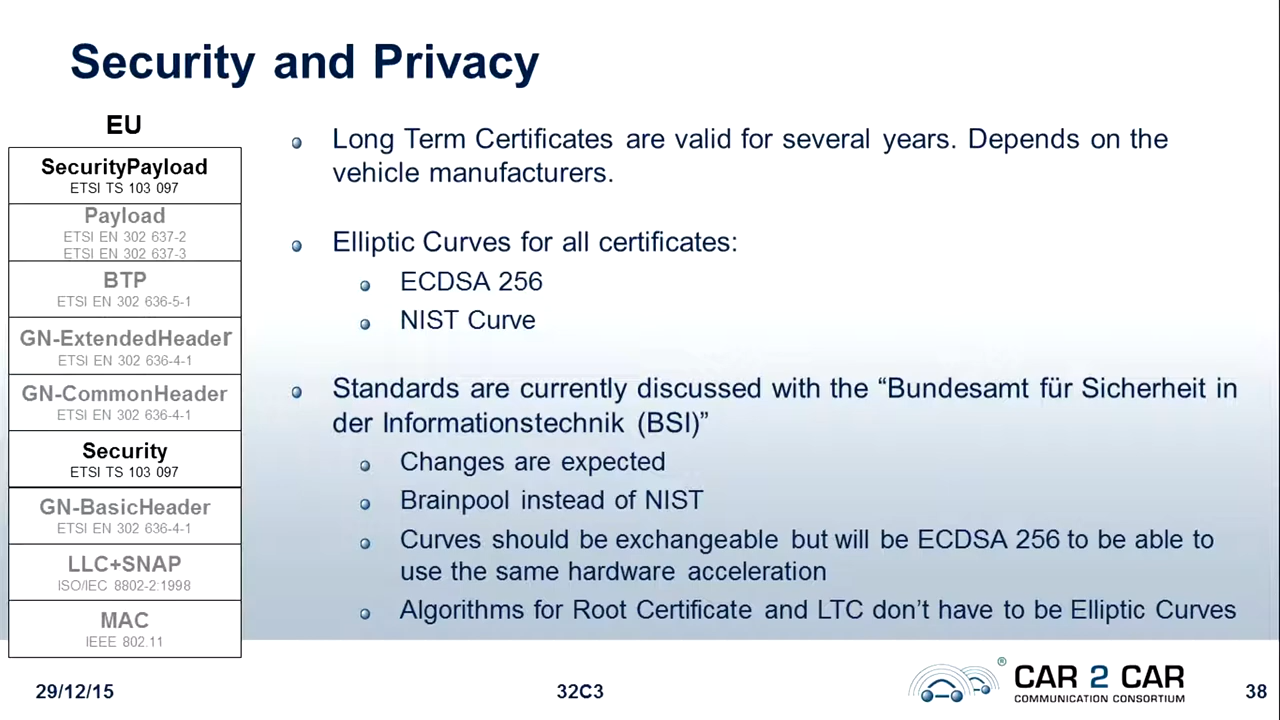 Security and Privacy
EU
SecurityPayload
ETSI TS 103 097
Payload
ETSI EN 302 637-2
ETSI EN 302 637-3
BTP
ETSI EN 302 636-5-1
GN-ExtendedHeader
ETSI EN 302 636-4-1
GN-CommonHeader
ETSI EN 302 636-4-1
Security
ETSI TS 103 097
GN-BasicHeader
ETSI EN 302 636-4-1
LLC+SNAP
ISO/IEC 8802-2:1998
MAC
IEEE 802.11
Long Term Certificates are valid for several years. Depends on the
vehicle manufacturers.
Elliptic Curves for all certificates:
ECDSA 256
NIST Curve
Standards are currently discussed with the “Bundesamt für Sicherheit in
der Informationstechnik (BSI)”
Changes are expected
Brainpool instead of NIST
Curves should be exchangeable but will be ECDSA 256 to be able to
use the same hardware acceleration
Algorithms for Root Certificate and LTC don’t have to be Elliptic Curves
29/12/15
32C3
®
CAR 2 CAR
COMMUNICATION CONSORTIUM
38